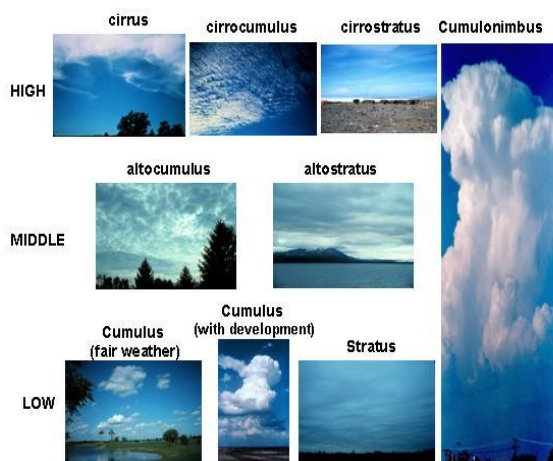 cirrus
cirrocumulus
cirrostratus
Cumulonimbus
HIGH
altocumulus
altostratus
MIDDLE
Cumulus
(fair weather)
Cumulus
(with development)
Stratus
LOW